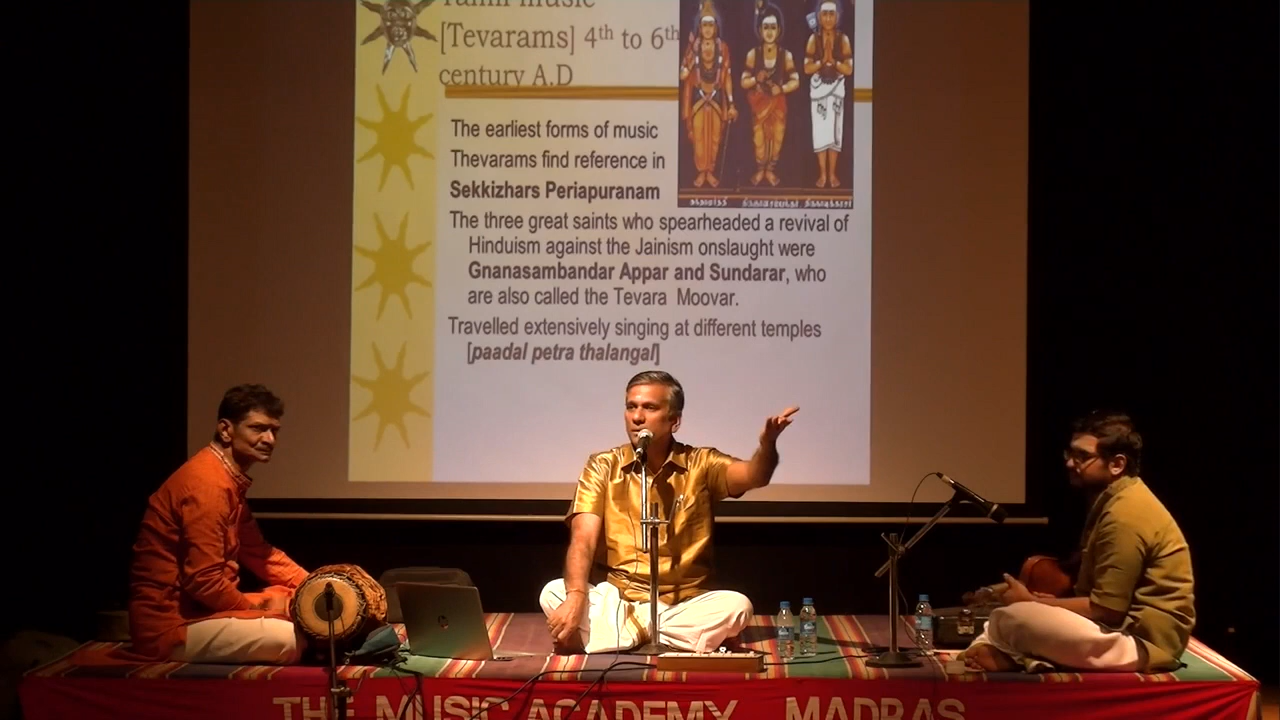 Tamil music
[Tevarams] 4th to 6th
century A.D
The earliest forms of music
Thevarams find reference in
Sekkizhars Periapuranam
The three great saints who spearheaded a revival of
Hinduism against the Jainism onslaught were
Gnanasambandar Appar and Sundarar, who
are also called the Tevara Moovar.
Travelled extensively singing at different temples
[paadal petra thalangal]
THE MUSIC ACADEMY MADRAS